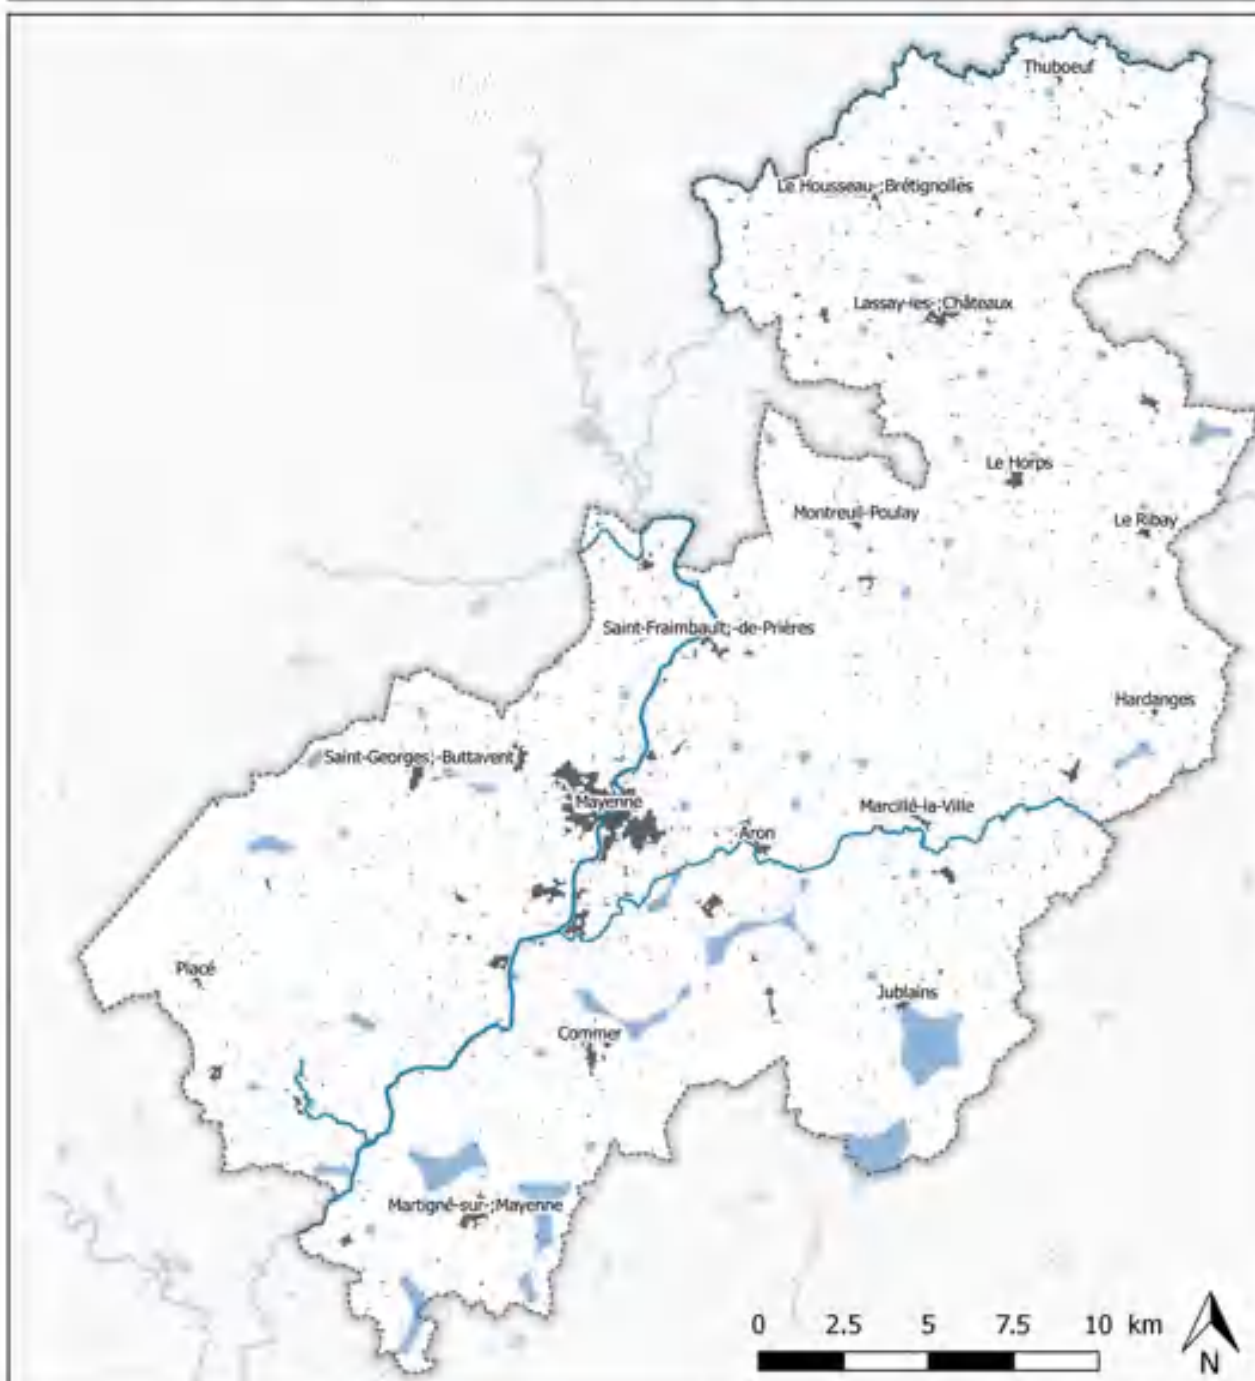 Thuboeuf
Le Housseau-;Brétignolles
Lassay-les-;Châteaux
Le Horps
Montreuil-Poulay
Le Ribay
Saint-Fraimbault;-de-Prières
Hardanges
Saint-Georges;-Buttavent
Mayenne
Marcillé-la-Ville
Aron
Placé
Jublains
Commer
Martigné-sur-;Mayenne
0 2.5 5 7.5 10 km
N